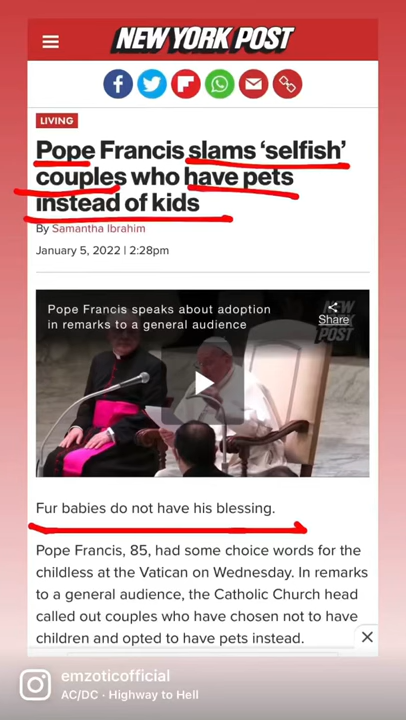 NEW YORK POST
LIVING
Pope Francis slams ‘selfish’
couples who have pets
instead of kids
By Samantha Ibrahim
January 5, 2022 | 2:28pm
Pope Francis speaks about adoption
in remarks to a general audience
NEW YORK POST
Share
Fur babies do not have his blessing.
Pope Francis, 85, had some choice words for the
childless at the Vatican on Wednesday. In remarks
to a general audience, the Catholic Church head
called out couples who have chosen not to have
children and opted to have pets instead.
emzoticofficial
AC/DC · Highway to Hell